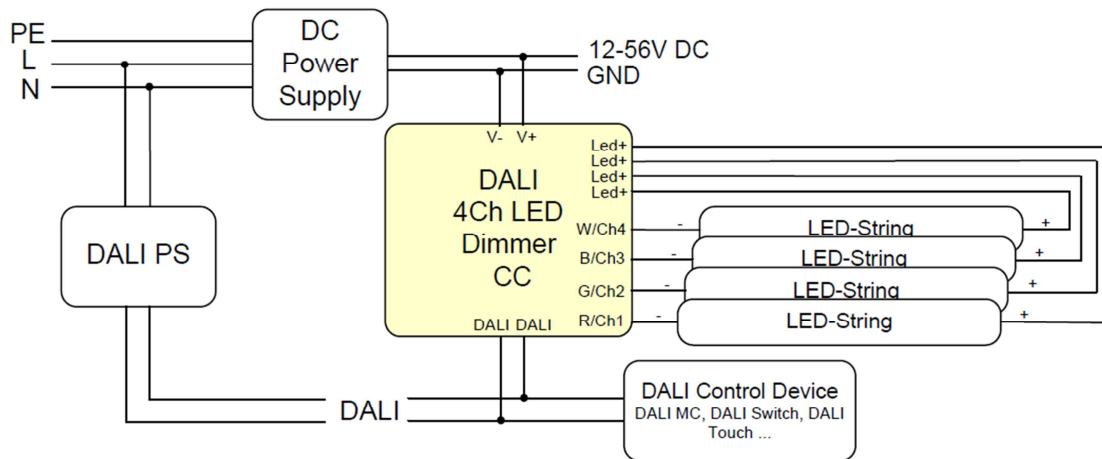 PE
L
N
DC
Power
Supply
12-56V DC
GND
V- V+
Led+
Led+
Led+
Led+
DALI
4Ch LED
Dimmer
CC
W/Ch4
B/Ch3
G/Ch2
R/Ch1
DALI DALI
- LED-String +
- LED-String +
- LED-String +
- LED-String +
DALI PS
DALI
DALI Control Device
DALI MC, DALI Switch, DALI
Touch ...